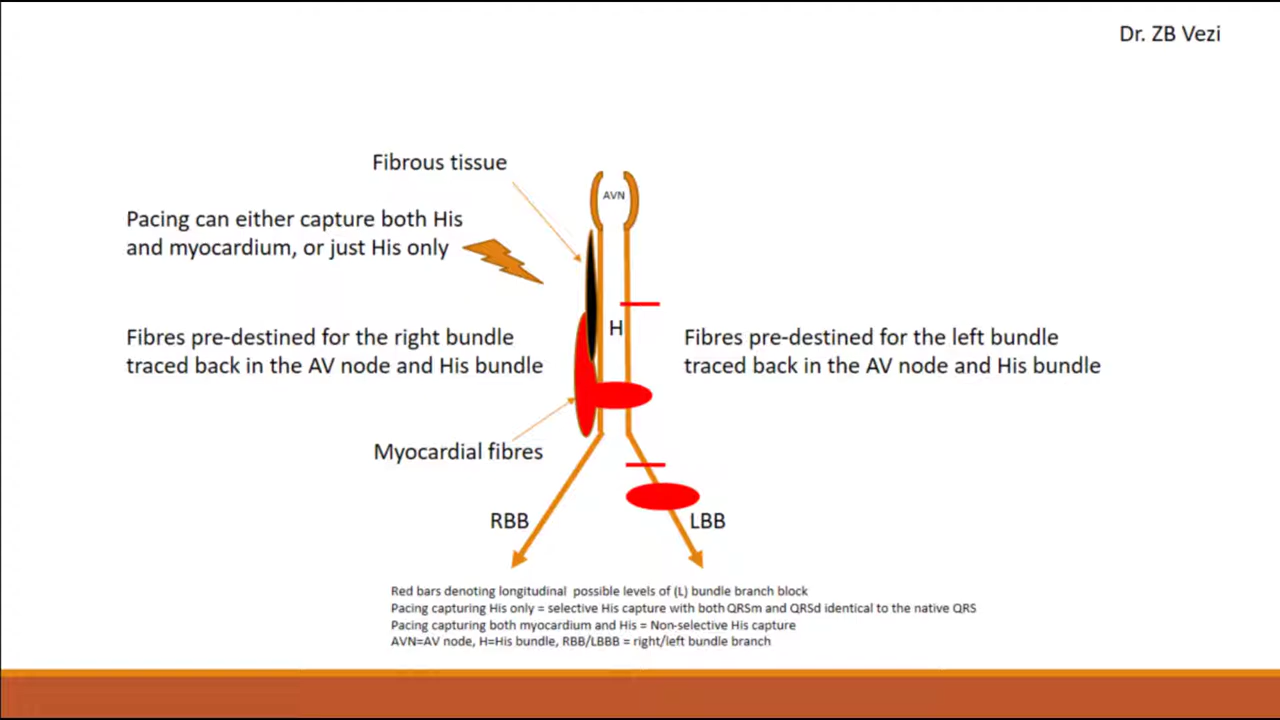 Dr. ZB Vezi
Fibrous tissue
AVN
Pacing can either capture both His
and myocardium, or just His only
H
Fibres pre-destined for the right bundle
traced back in the AV node and His bundle
Fibres pre-destined for the left bundle
traced back in the AV node and His bundle
Myocardial fibres
RBB
LBB
Red bars denoting longitudinal possible levels of (L) bundle branch block
Pacing capturing His only = selective His capture with both QRSm and QRSd identical to the native QRS
Pacing capturing both myocardium and His = Non-selective His capture
AVN=AV node, H=His bundle, RBB/LBBB = right/left bundle branch